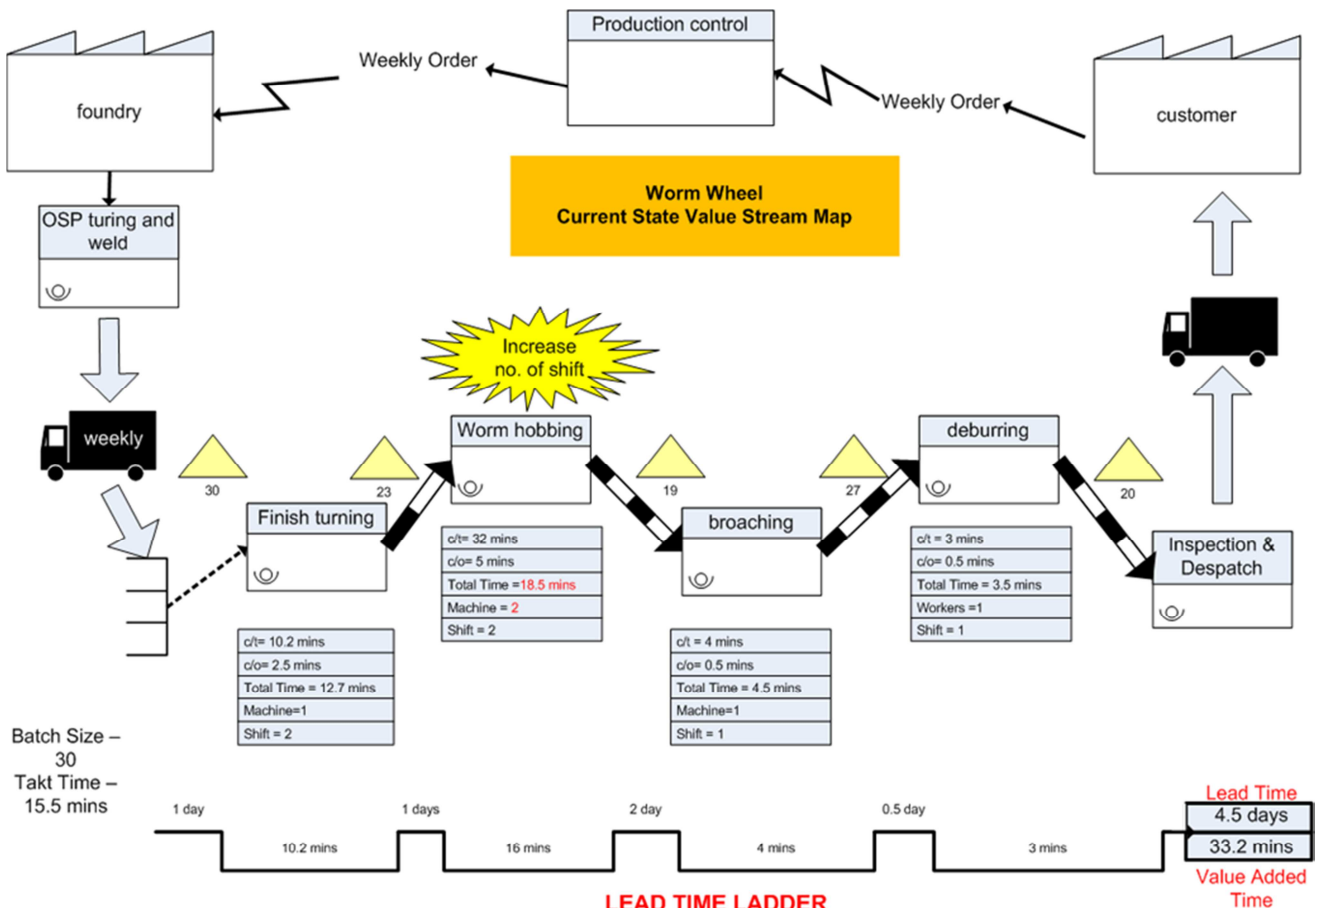 Production control
Weekly Order
Weekly Order
foundry
customer
Worm Wheel
Current State Value Stream Map
OSP turing and
weld
Increase
no. of shift
weekly
Worm hobbing
deburring
30
23
19
27
20
Finish turning
broaching
Inspection &
Despatch
c/t= 32 mins
c/o= 5 mins
Total Time =18.5 mins
Machine = 2
Shift = 2
c/t = 3 mins
c/o= 0.5 mins
Total Time = 3.5 mins
Workers =1
Shift = 1
c/t= 10.2 mins
c/o= 2.5 mins
Total Time = 12.7 mins
Machine=1
Shift = 2
c/t = 4 mins
c/o= 0.5 mins
Total Time = 4.5 mins
Machine=1
Shift = 1
Batch Size –
30
Takt Time –
15.5 mins
1 day
1 days
2 day
0.5 day
Lead Time
4.5 days
10.2 mins
16 mins
4 mins
3 mins
33.2 mins
Value Added
Time
LEAD TIME LADDER